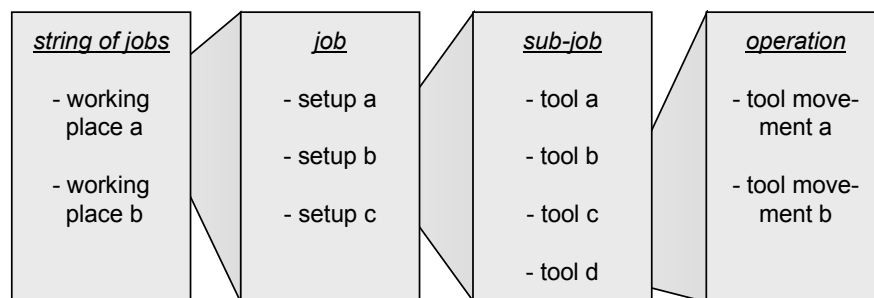 string of jobs
- working
place a
- working
place b
job
- setup a
- setup b
- setup c
sub-job
- tool a
- tool b
- tool c
- tool d
operation
- tool move-
ment a
- tool move-
ment b